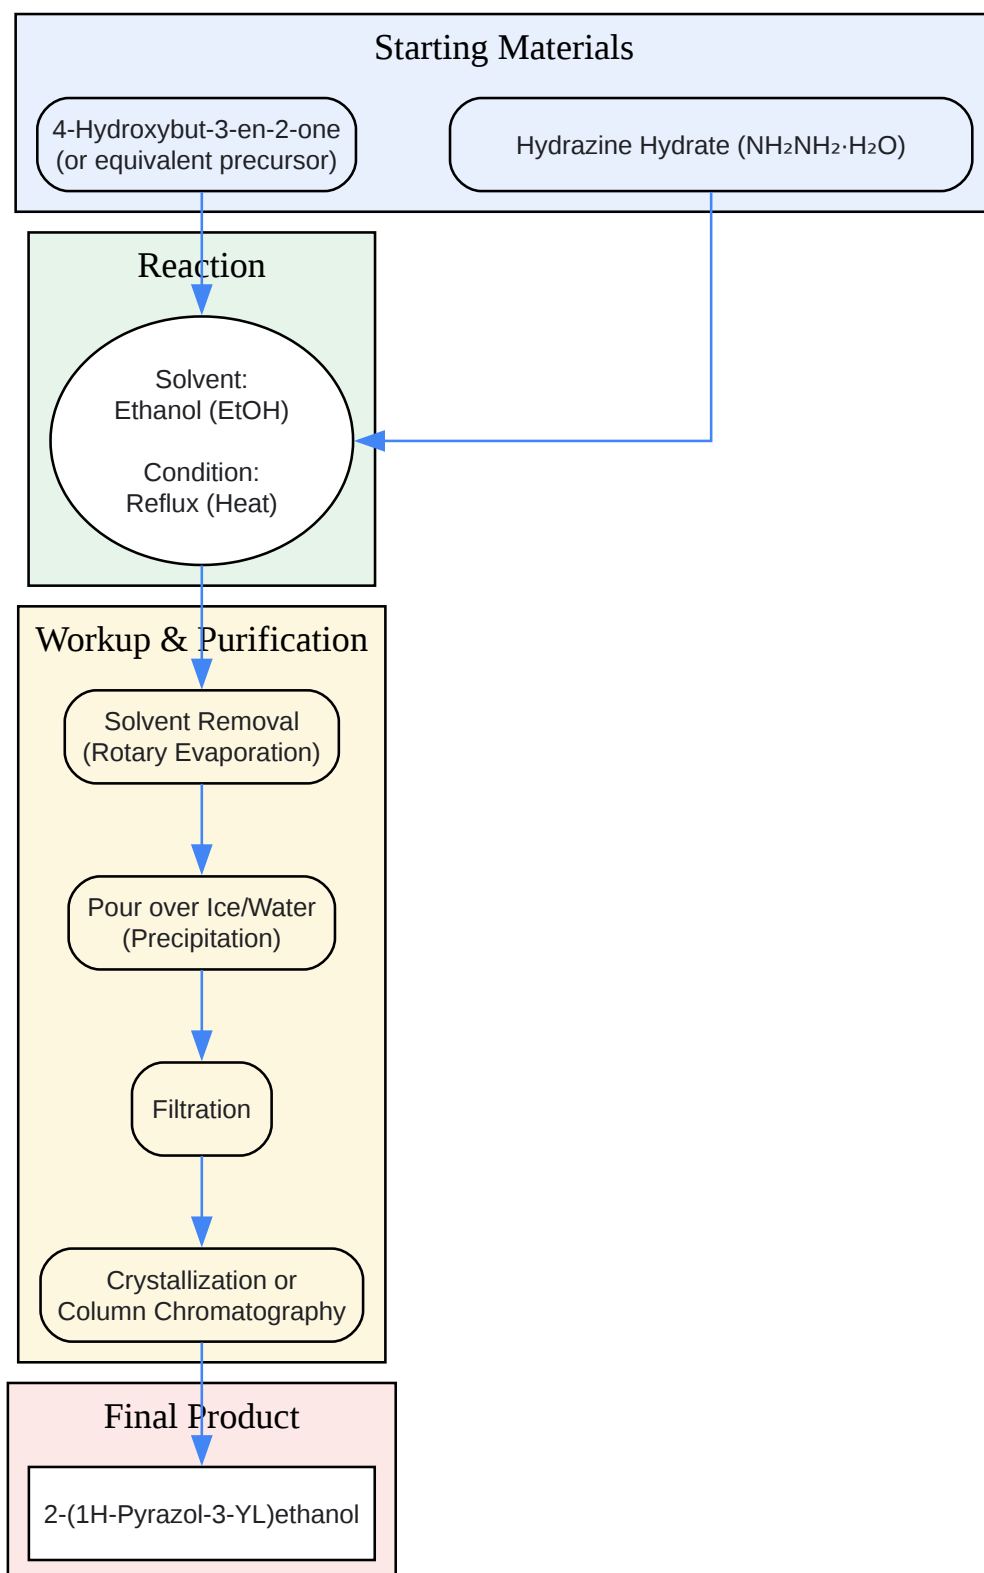 Starting Materials
4-Hydroxybut-3-en-2-one
(or equivalent precursor)
Hydrazine Hydrate (NH₂NH₂·H₂O)
Reaction
Solvent:
Ethanol (EtOH)
Condition:
Reflux (Heat)
Workup & Purification
Solvent Removal
(Rotary Evaporation)
Pour over Ice/Water
(Precipitation)
Filtration
Crystallization or
Column Chromatography
Final Product
2-(1H-Pyrazol-3-YL)ethanol